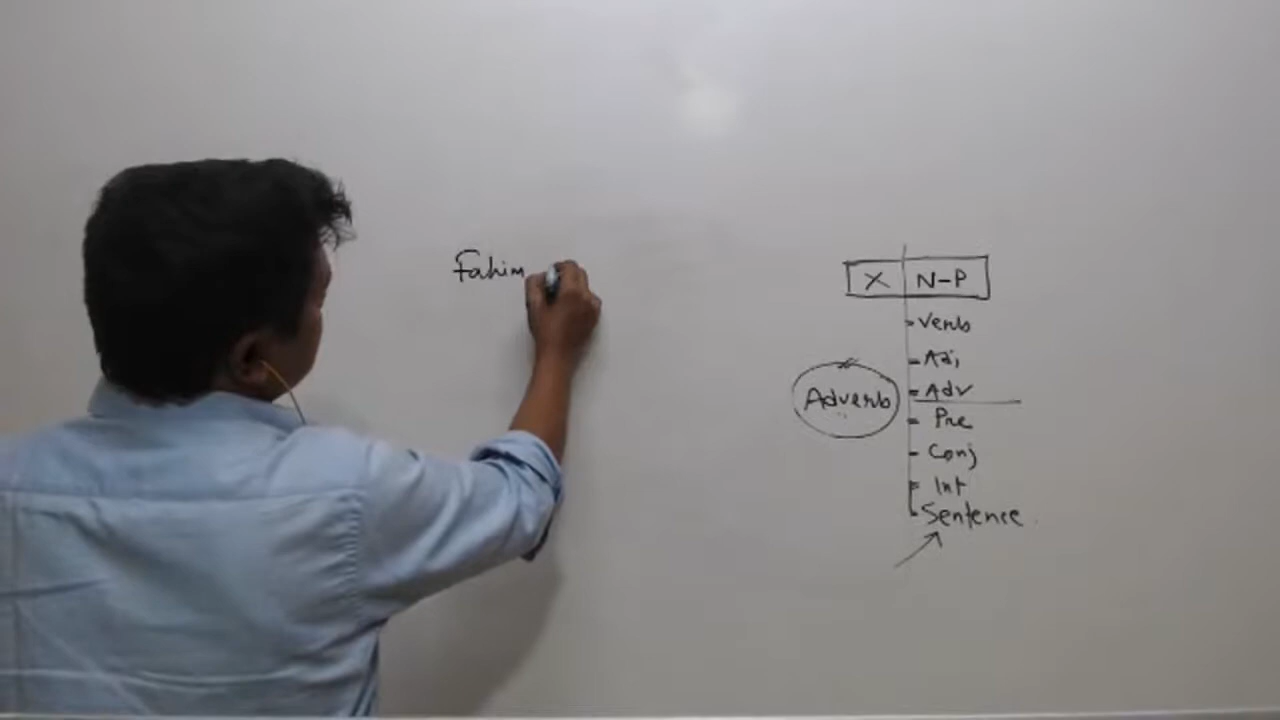 Fahim
X N-P
Verb
Adj
Adverb
Adv
Pre
Conj
Int
Sentence